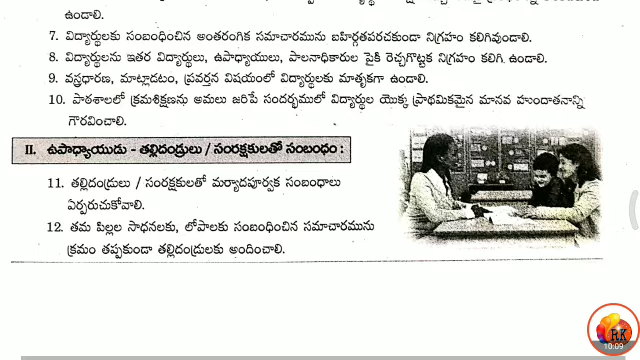 ఉండాలి.
7. విద్యార్థులకు సంబంధించిన అంతరంగిక సమాచారమును బహిర్గతపరచకుండా నిగ్రహం కలిగివుండాలి.
8. విద్యార్థులను ఇతర విద్యార్థులు, ఉపాధ్యాయులు, పాలనాధికారుల పైకి రెచ్చగొట్టక నిగ్రహం కలిగి ఉండాలి.
9. వస్త్రధారణ, మాట్లాడటం, ప్రవర్తన విషయంలో విద్యార్థులకు మాతృకగా ఉండాలి.
10. పాఠశాలలో క్రమశిక్షణను అమలు జరిపే సందర్భములో విద్యార్థుల యొక్క ప్రాథమికమైన మానవ హుందాతనాన్ని
గౌరవించాలి.
II. ఉపాధ్యాయుడు - తల్లిదండ్రులు / సంరక్షకులతో సంబంధం :
11. తల్లిదండ్రులు / సంరక్షకులతో మర్యాదపూర్వక సంబంధాలు
ఏర్పరుచుకోవాలి.
12. తమ పిల్లల సాధనలకు, లోపాలకు సంబంధించిన సమాచారమును
క్రమం తప్పకుండా తల్లిదండ్రులకు అందించాలి.
RK
10:09